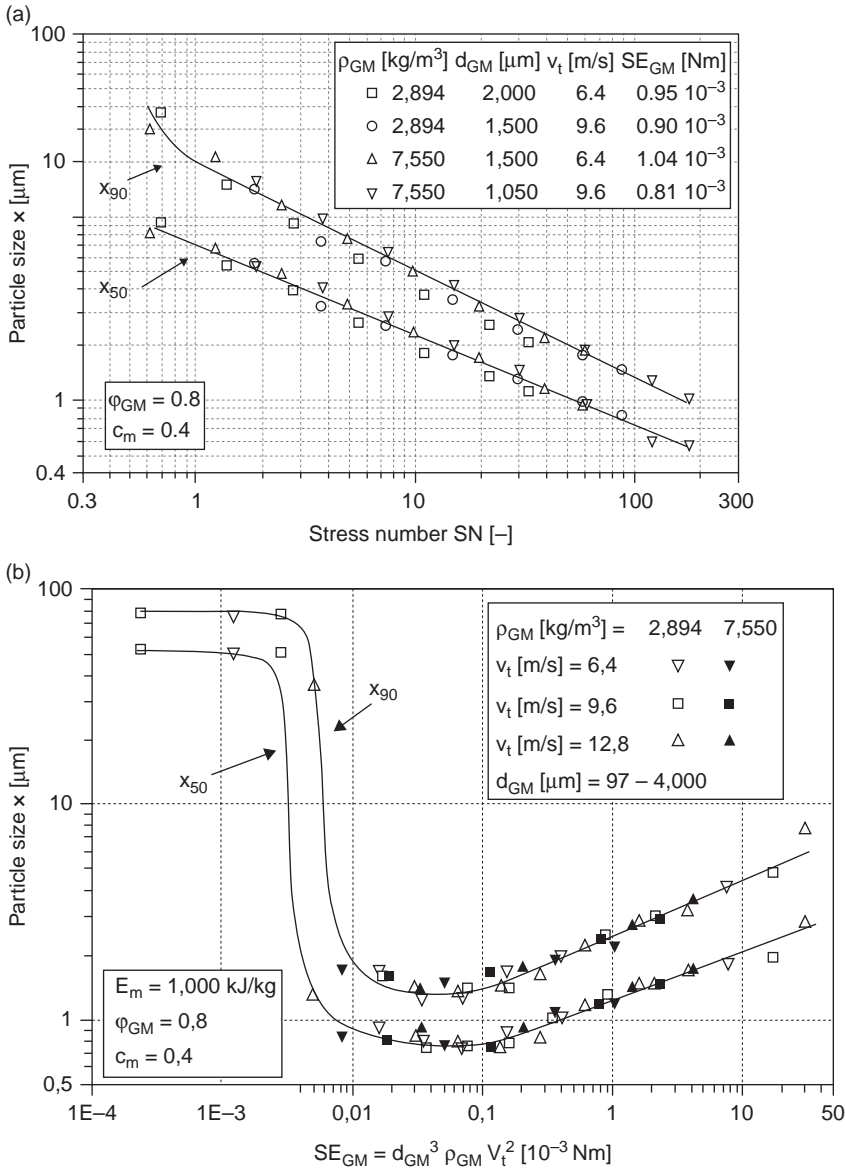 (a)
100
10
1
0.4
Particle size × [μm]
ρGM [kg/m³] dGM [μm] vt [m/s] SEGM [Nm]
2,894 2,000 6.4 0.95 10⁻³
2,894 1,500 9.6 0.90 10⁻³
7,550 1,500 6.4 1.04 10⁻³
7,550 1,050 9.6 0.81 10⁻³
x90
x50
φGM = 0.8
cm = 0.4
0.3 1 10 100 300
Stress number SN [–]
(b)
100
10
1
0,5
Particle size × [μm]
ρGM [kg/m³] = 2,894 7,550
vt [m/s] = 6,4
vt [m/s] = 9,6
vt [m/s] = 12,8
dGM [μm] = 97 – 4,000
x90
x50
Em = 1,000 kJ/kg
φGM = 0,8
cm = 0,4
1E–4 1E–3 0,01 0,1 1 10 50
SEGM = dGM³ ρGM Vt² [10⁻³ Nm]